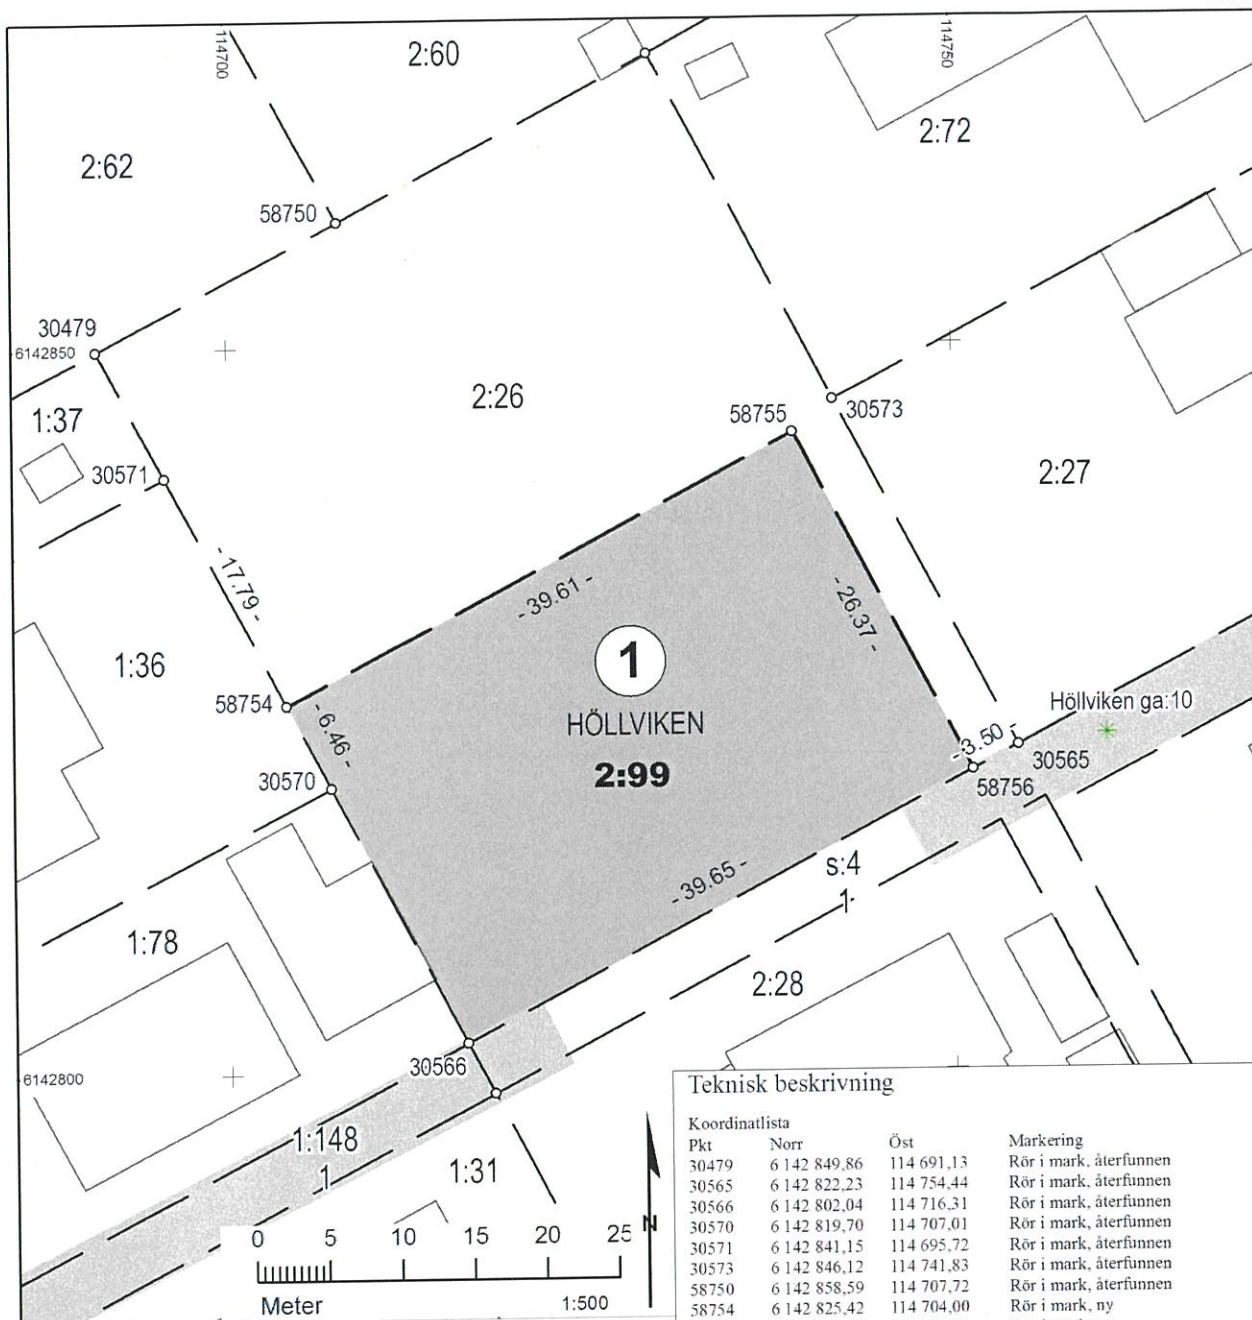 114700
114750
2:60
2:72
2:62
58750
30479
6142850
1:37
2:26
58755
30573
30571
2:27
- 17.79 -
- 39.61 -
- 26.37 -
1
1:36
58754
- 6.46 -
HÖLLVIKEN
2:99
Höllviken ga:10
- 3.50 -
30565
58756
30570
- 39.65 -
s:4
1
1:78
2:28
30566
6142800
1:148
1
1:31
0 5 10 15 20 25
N
Meter 1:500
Teknisk beskrivning
Koordinatlista
Pkt Norr Öst Markering
30479 6 142 849,86 114 691,13 Rör i mark, återfunnen
30565 6 142 822,23 114 754,44 Rör i mark, återfunnen
30566 6 142 802,04 114 716,31 Rör i mark, återfunnen
30570 6 142 819,70 114 707,01 Rör i mark, återfunnen
30571 6 142 841,15 114 695,72 Rör i mark, återfunnen
30573 6 142 846,12 114 741,83 Rör i mark, återfunnen
58750 6 142 858,59 114 707,72 Rör i mark, återfunnen
58754 6 142 825,42 114 704,00 Rör i mark, ny